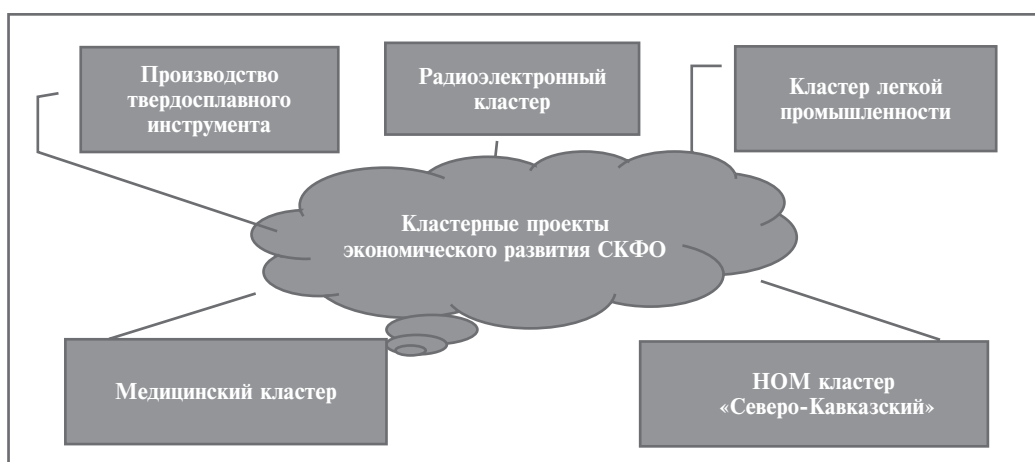 Производство
твердосплавного
инструмента
Радиоэлектронный
кластер
Кластер легкой
промышленности
Кластерные проекты
экономического развития СКФО
Медицинский кластер
НОМ кластер
«Северо-Кавказский»